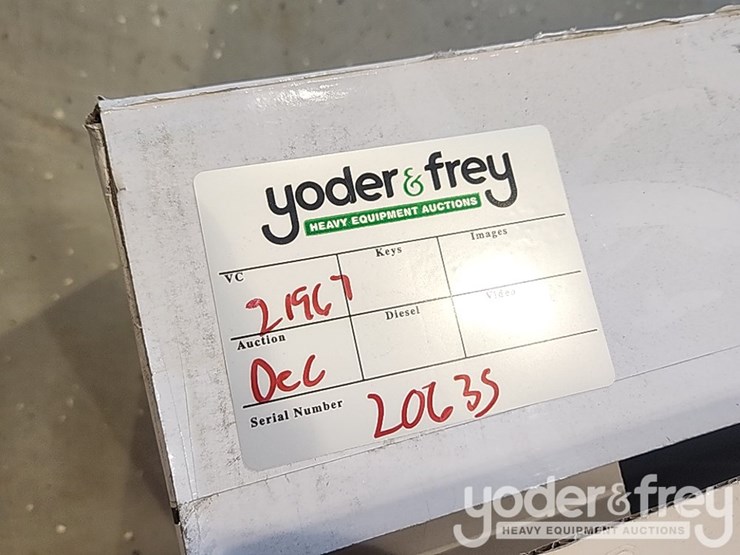 yoder & frey
HEAVY EQUIPMENT AUCTIONS
VC Keys Images
21967
Auction Diesel Video
Dec
Serial Number 20635
yoder & frey
HEAVY EQUIPMENT AUCTIONS